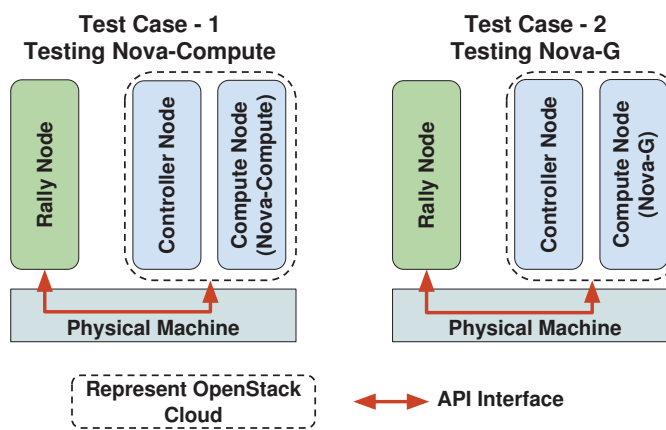 Test Case - 1
Testing Nova-Compute
Rally Node
Controller Node
Compute Node
(Nova-Compute)
Physical Machine
Test Case - 2
Testing Nova-G
Rally Node
Controller Node
Compute Node
(Nova-G)
Physical Machine
Represent OpenStack
Cloud
API Interface